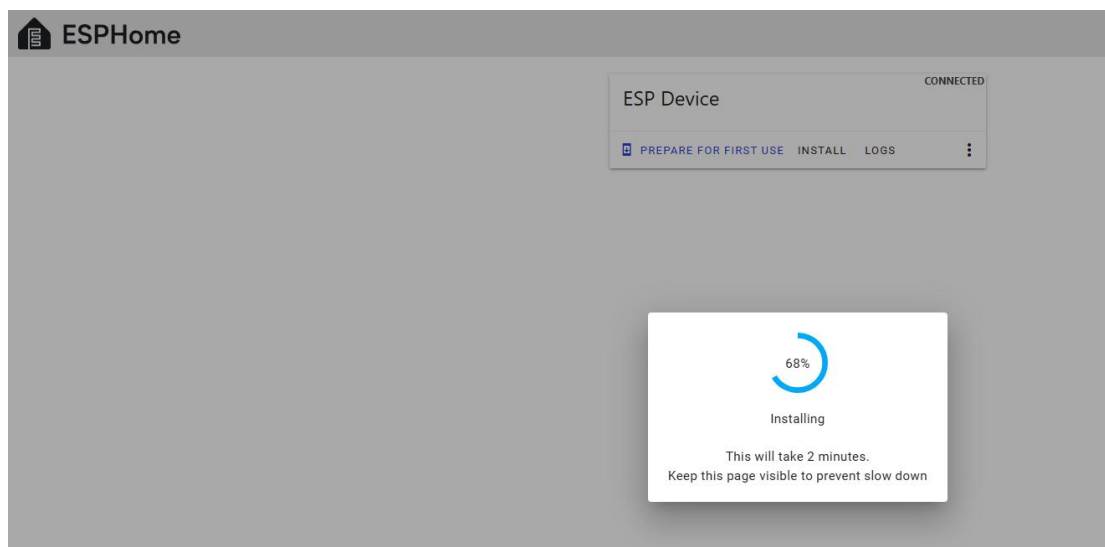 ESPHome
CONNECTED
ESP Device
PREPARE FOR FIRST USE INSTALL LOGS
68%
Installing
This will take 2 minutes.
Keep this page visible to prevent slow down